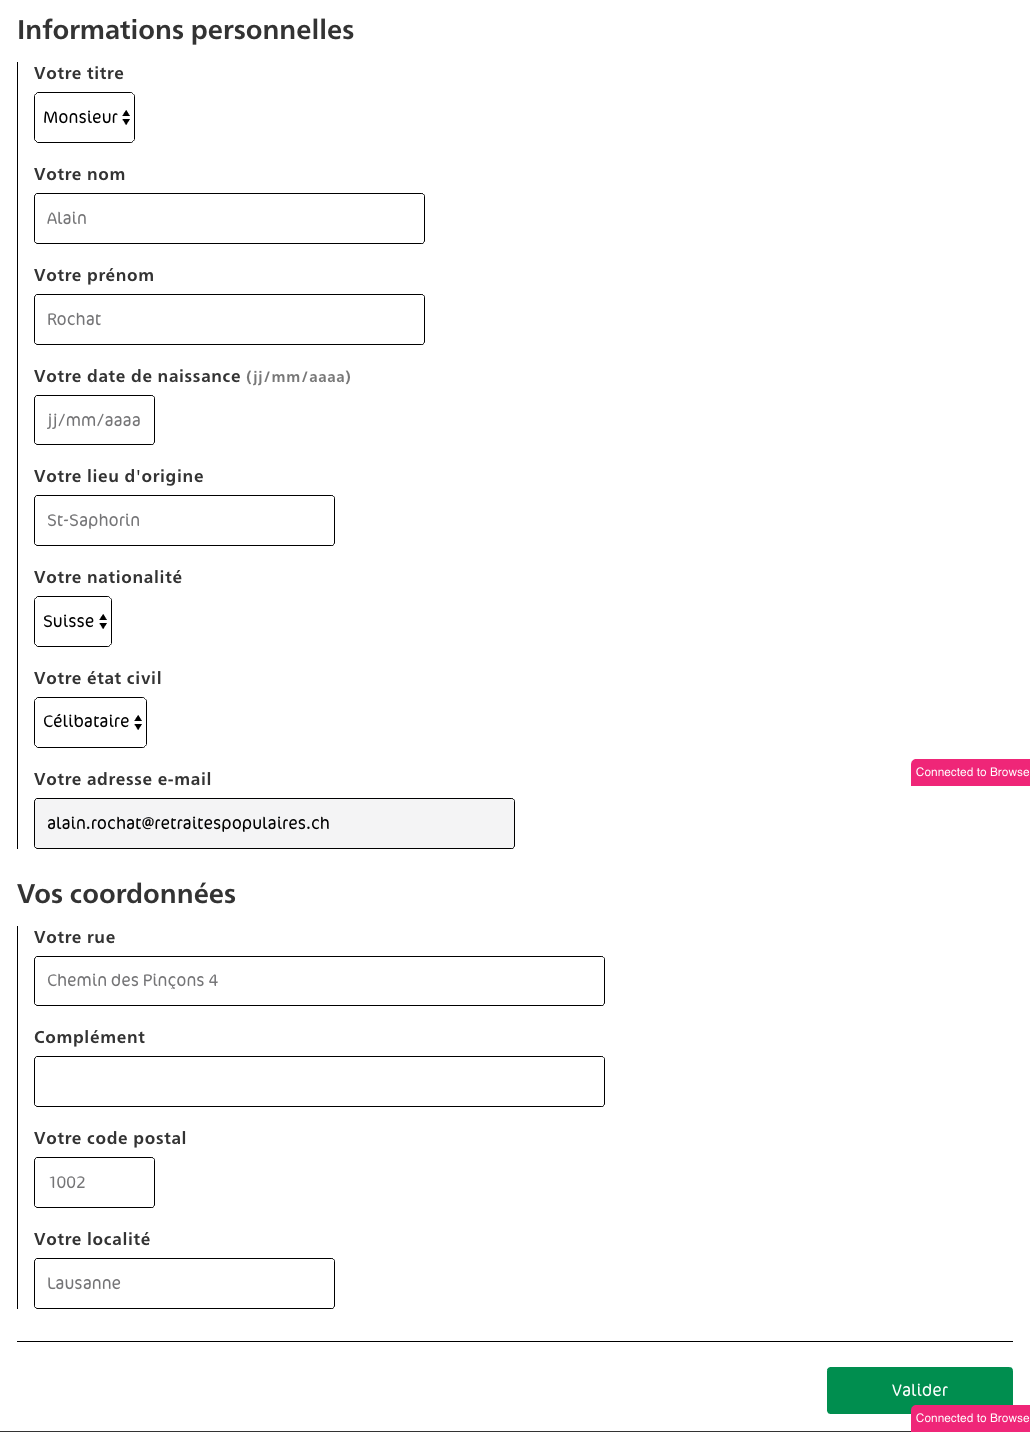 Informations personnelles
Votre titre
Monsieur
Votre nom
Alain
Votre prénom
Rochat
Votre date de naissance (jj/mm/aaaa)
jj/mm/aaaa
Votre lieu d'origine
St-Saphorin
Votre nationalité
Suisse
Votre état civil
Célibataire
Votre adresse e-mail
Connected to Browse
alain.rochat@retraitespopulaires.ch
Vos coordonnées
Votre rue
Chemin des Pinçons 4
Complément
Votre code postal
1002
Votre localité
Lausanne
Valider
Connected to Browse